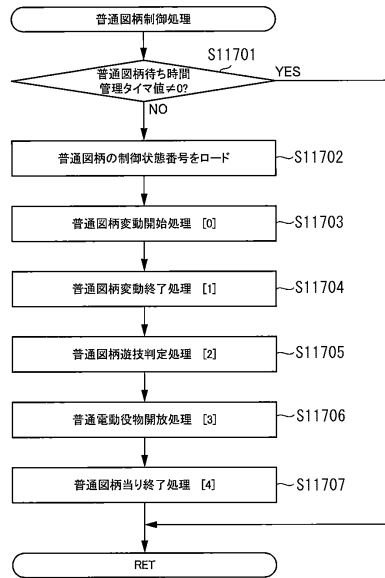 普通図柄制御処理
S11701
普通図柄待ち時間
管理タイマ値≠0?
YES
NO
普通図柄の制御状態番号をロード
S11702
普通図柄変動開始処理 [0]
S11703
普通図柄変動終了処理 [1]
S11704
普通図柄遊技判定処理 [2]
S11705
普通電動役物開放処理 [3]
S11706
普通図柄当り終了処理 [4]
S11707
RET